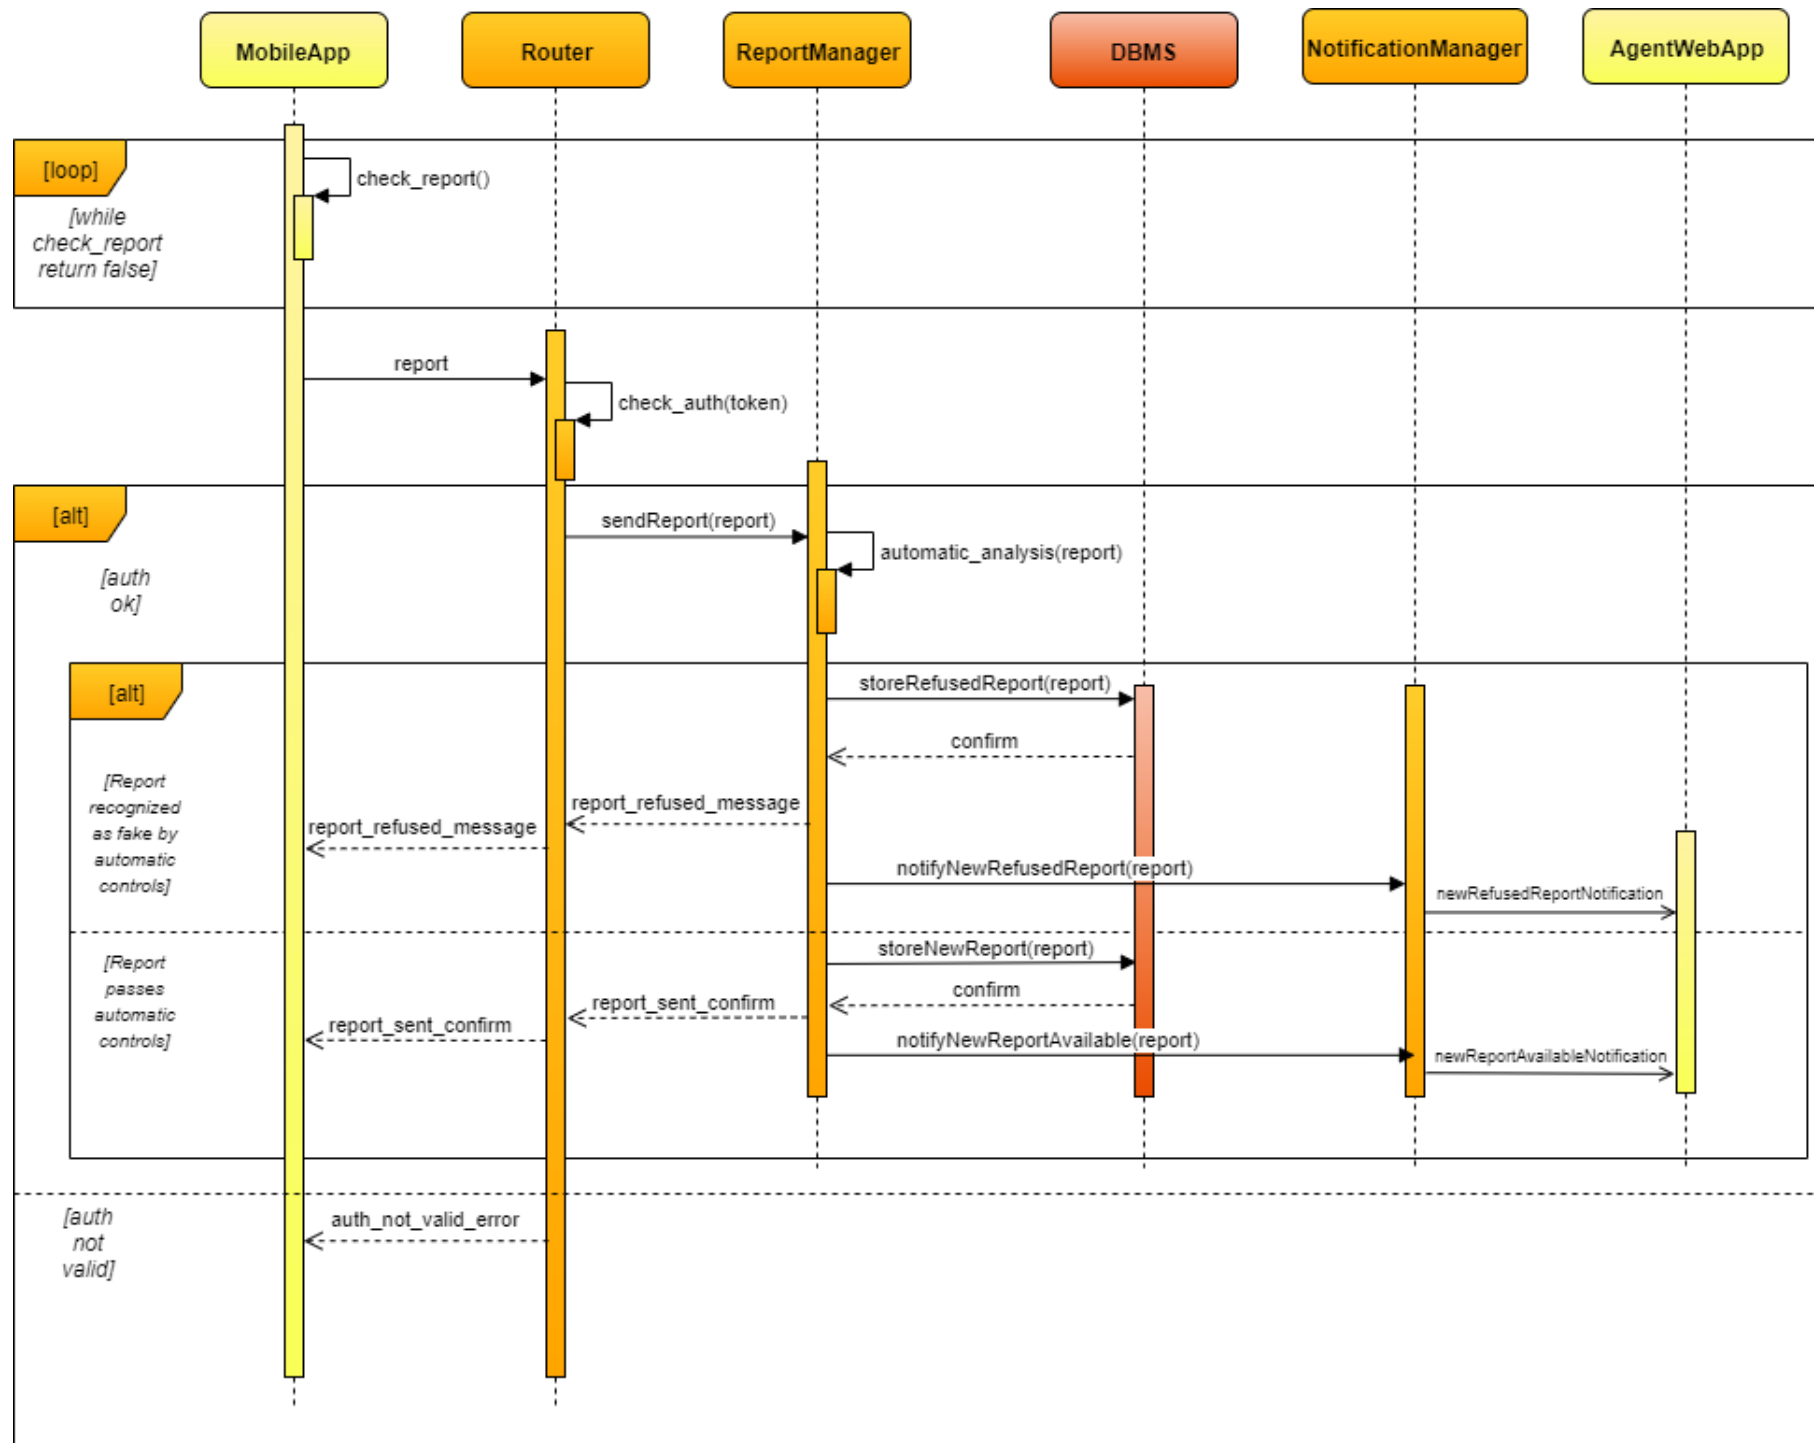 MobileApp
Router
ReportManager
DBMS
NotificationManager
AgentWebApp
[loop]
check_report()
[while
check_report
return false]
report
check_auth(token)
[alt]
sendReport(report)
automatic_analysis(report)
[auth
ok]
[alt]
storeRefusedReport(report)
confirm
[Report
recognized
as fake by
automatic
controls]
report_refused_message
report_refused_message
notifyNewRefusedReport(report)
newRefusedReportNotification
[Report
passes
automatic
controls]
storeNewReport(report)
confirm
report_sent_confirm
report_sent_confirm
notifyNewReportAvailable(report)
newReportAvailableNotification
[auth
not
valid]
auth_not_valid_error